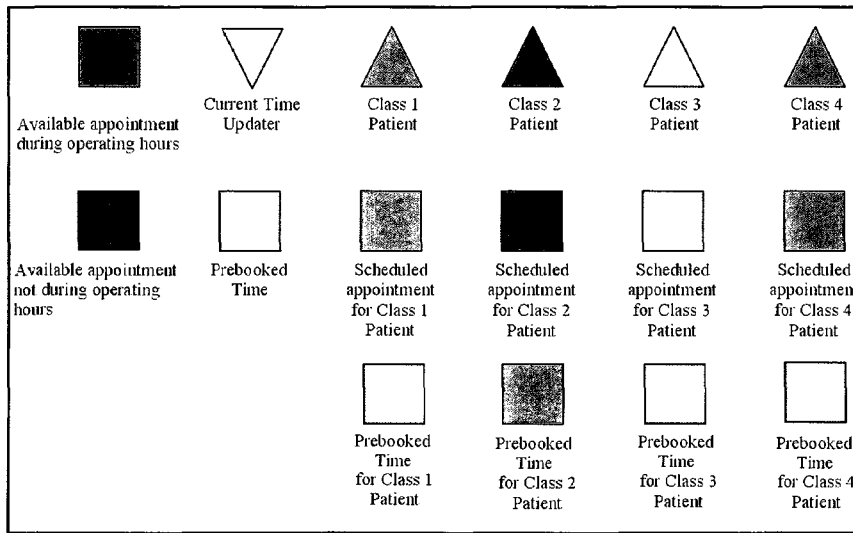 Available appointment
during operating hours
Current Time
Updater
Class 1
Patient
Class 2
Patient
Class 3
Patient
Class 4
Patient
Available appointment
not during operating
hours
Prebooked
Time
Scheduled
appointment
for Class 1
Patient
Scheduled
appointment
for Class 2
Patient
Scheduled
appointment
for Class 3
Patient
Scheduled
appointmen
for Class 4
Patient
Prebooked
Time
for Class 1
Patient
Prebooked
Time
for Class 2
Patient
Prebooked
Time
for Class 3
Patient
Prebooked
Time
for Class 4
Patient